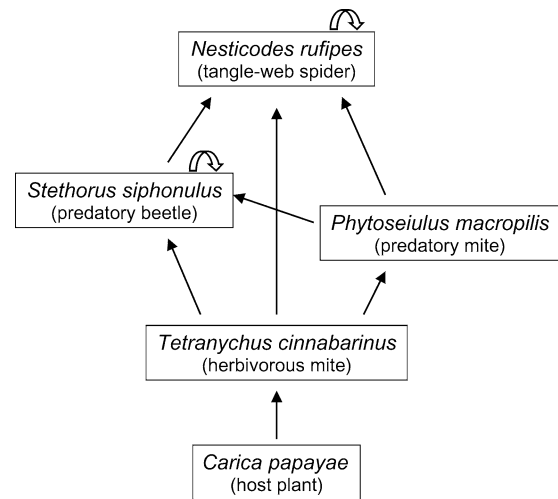 Nesticodes rufipes
(tangle-web spider)
Stethorus siphonulus
(predatory beetle)
Phytoseiulus macropilis
(predatory mite)
Tetranychus cinnabarinus
(herbivorous mite)
Carica papayae
(host plant)